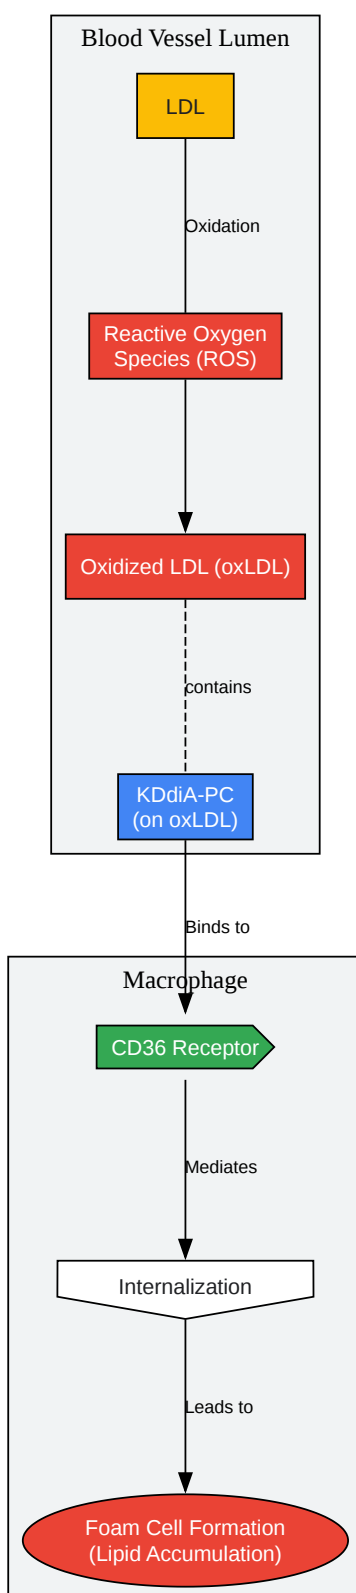 Blood Vessel Lumen
LDL
Oxidation
Reactive Oxygen
Species (ROS)
Oxidized LDL (oxLDL)
contains
KDdiA-PC
(on oxLDL)
Binds to
Macrophage
CD36 Receptor
Mediates
Internalization
Leads to
Foam Cell Formation
(Lipid Accumulation)